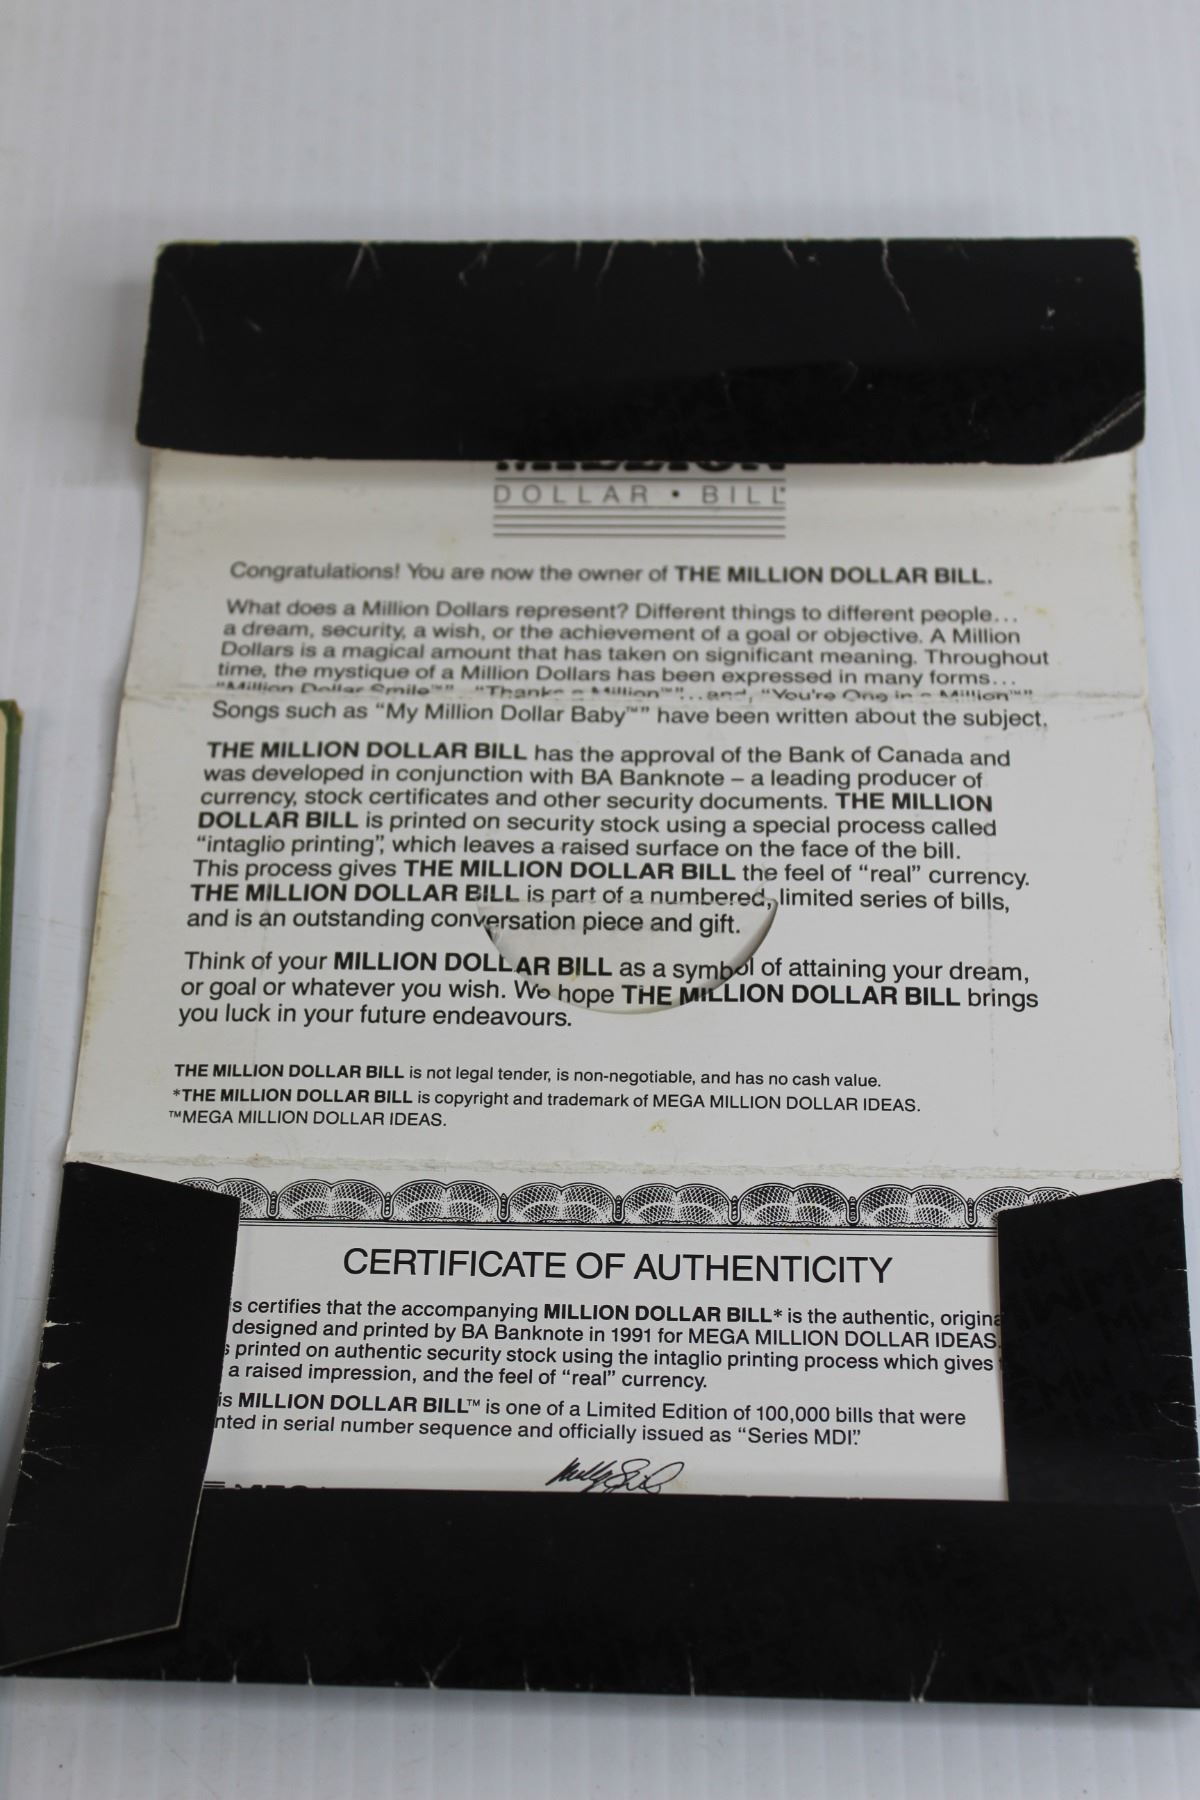 MILLION
DOLLAR • BILL*
Congratulations! You are now the owner of THE MILLION DOLLAR BILL.
What does a Million Dollars represent? Different things to different people...
a dream, security, a wish, or the achievement of a goal or objective. A Million
Dollars is a magical amount that has taken on significant meaning. Throughout
time, the mystique of a Million Dollars has been expressed in many forms...
"Million Dollar Smile™"... "Thanks a Million™"... and, "You're One in a Million™"
Songs such as "My Million Dollar Baby™" have been written about the subject.
THE MILLION DOLLAR BILL has the approval of the Bank of Canada and
was developed in conjunction with BA Banknote – a leading producer of
currency, stock certificates and other security documents. THE MILLION
DOLLAR BILL is printed on security stock using a special process called
"intaglio printing", which leaves a raised surface on the face of the bill.
This process gives THE MILLION DOLLAR BILL the feel of "real" currency.
THE MILLION DOLLAR BILL is part of a numbered, limited series of bills,
and is an outstanding conversation piece and gift.
Think of your MILLION DOLLAR BILL as a symbol of attaining your dream,
or goal or whatever you wish. We hope THE MILLION DOLLAR BILL brings
you luck in your future endeavours.
THE MILLION DOLLAR BILL is not legal tender, is non-negotiable, and has no cash value.
*THE MILLION DOLLAR BILL is copyright and trademark of MEGA MILLION DOLLAR IDEAS.
™MEGA MILLION DOLLAR IDEAS.
CERTIFICATE OF AUTHENTICITY
s certifies that the accompanying MILLION DOLLAR BILL* is the authentic, origina
designed and printed by BA Banknote in 1991 for MEGA MILLION DOLLAR IDEAS.
s printed on authentic security stock using the intaglio printing process which gives
a raised impression, and the feel of "real" currency.
is MILLION DOLLAR BILL™ is one of a Limited Edition of 100,000 bills that were
nted in serial number sequence and officially issued as "Series MDI".